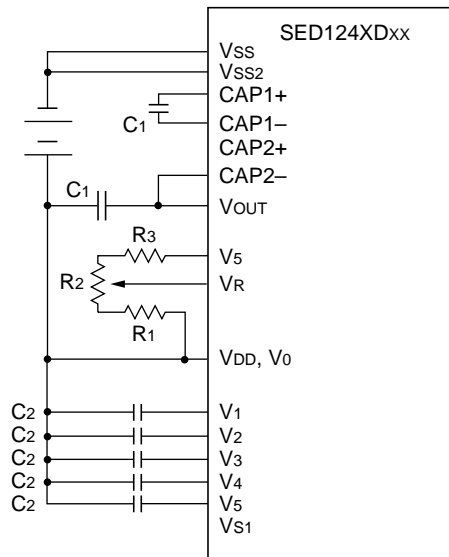 SED124XDXX
VSS
VSS2
CAP1+
C1
CAP1–
CAP2+
CAP2–
C1
VOUT
R3
V5
R2
VR
R1
VDD, V0
C2
V1
C2
V2
C2
V3
C2
V4
C2
V5
VS1